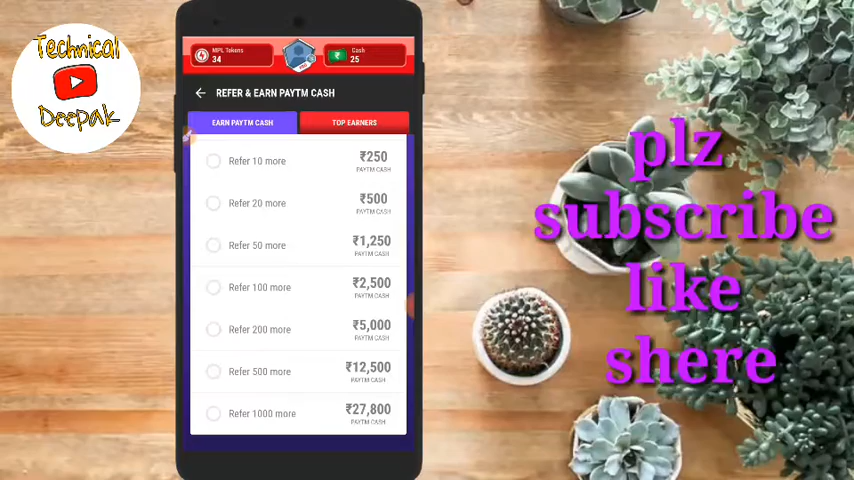 Technical
Deepak
MPL Tokens
34
Cash
25
REFER & EARN PAYTM CASH
EARN PAYTM CASH
TOP EARNERS
Refer 10 more
₹250
PAYTM CASH
Refer 20 more
₹500
PAYTM CASH
Refer 50 more
₹1,250
PAYTM CASH
Refer 100 more
₹2,500
PAYTM CASH
Refer 200 more
₹5,000
PAYTM CASH
Refer 500 more
₹12,500
PAYTM CASH
Refer 1000 more
₹27,800
PAYTM CASH
plz
subscribe
like
shere